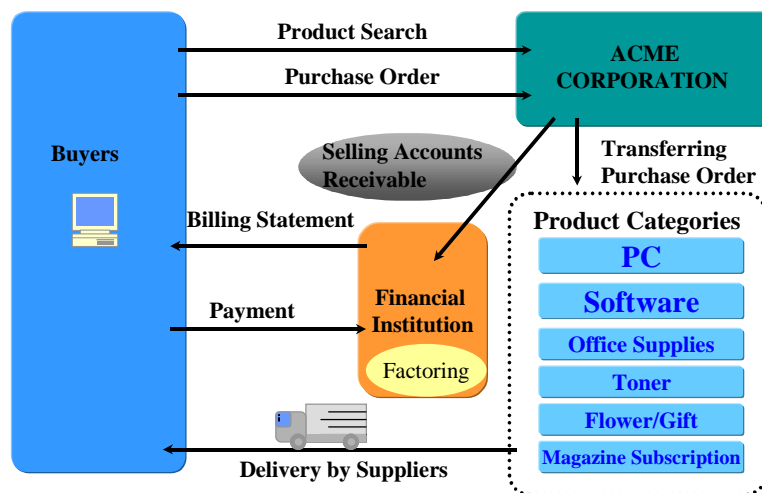 Product Search
ACME
CORPORATION
Purchase Order
Buyers
Selling Accounts
Receivable
Transferring
Purchase Order
Billing Statement
Product Categories
PC
Financial
Institution
Software
Payment
Office Supplies
Factoring
Toner
Flower/Gift
Magazine Subscription
Delivery by Suppliers